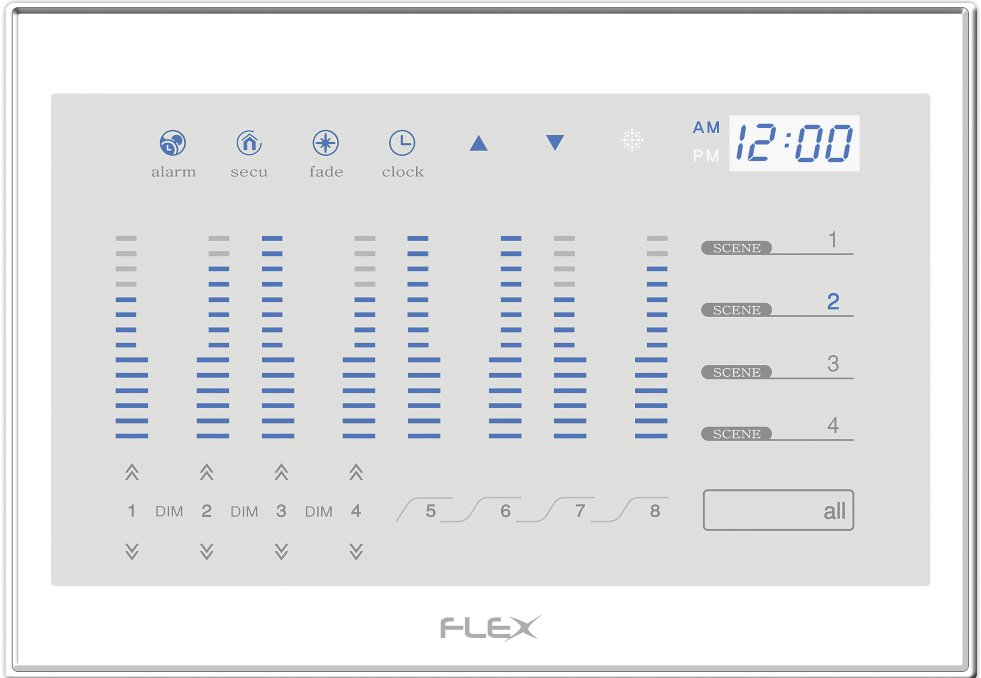 AM 12:00
PM
alarm secu fade clock
SCENE 1
SCENE 2
SCENE 3
SCENE 4
1 DIM 2 DIM 3 DIM 4 5 6 7 8 all
FLEX